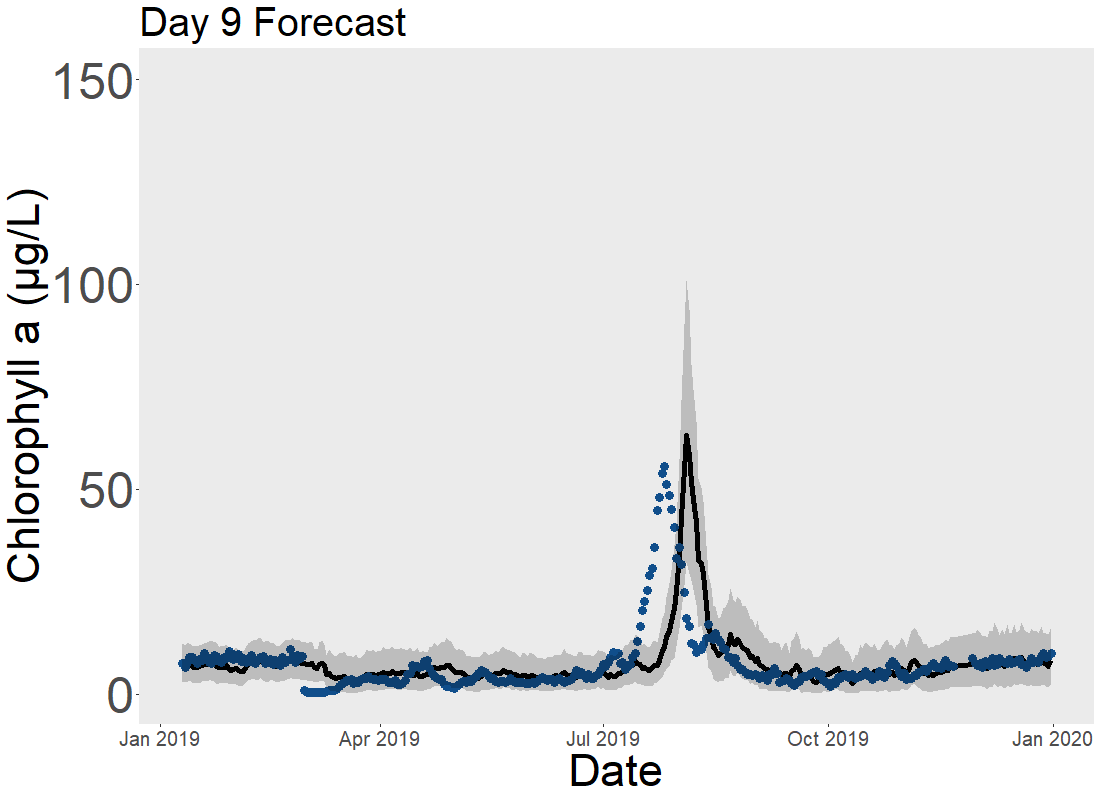 Day 9 Forecast
Chlorophyll a (µg/L)
150
100
50
0
Jan 2019
Apr 2019
Jul 2019
Oct 2019
Jan 2020
Date